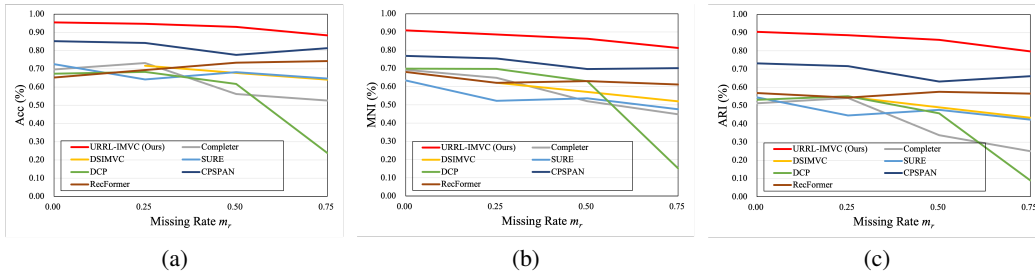 1.00
0.90
0.80
0.70
0.60
0.50
0.40
0.30
0.20
0.10
0.00
Acc (%)
URRL-IMVC (Ours) Completer
DSIMVC SURE
DCP CPSPAN
RecFormer
0.00 0.25 0.50 0.75
Missing Rate mr
(a)
1.00
0.90
0.80
0.70
0.60
0.50
0.40
0.30
0.20
0.10
0.00
MNI (%)
URRL-IMVC (Ours) Completer
DSIMVC SURE
DCP CPSPAN
RecFormer
0.00 0.25 0.50 0.75
Missing Rate mr
(b)
1.00
0.90
0.80
0.70
0.60
0.50
0.40
0.30
0.20
0.10
0.00
ARI (%)
URRL-IMVC (Ours) Completer
DSIMVC SURE
DCP CPSPAN
RecFormer
0.00 0.25 0.50 0.75
Missing Rate mr
(c)